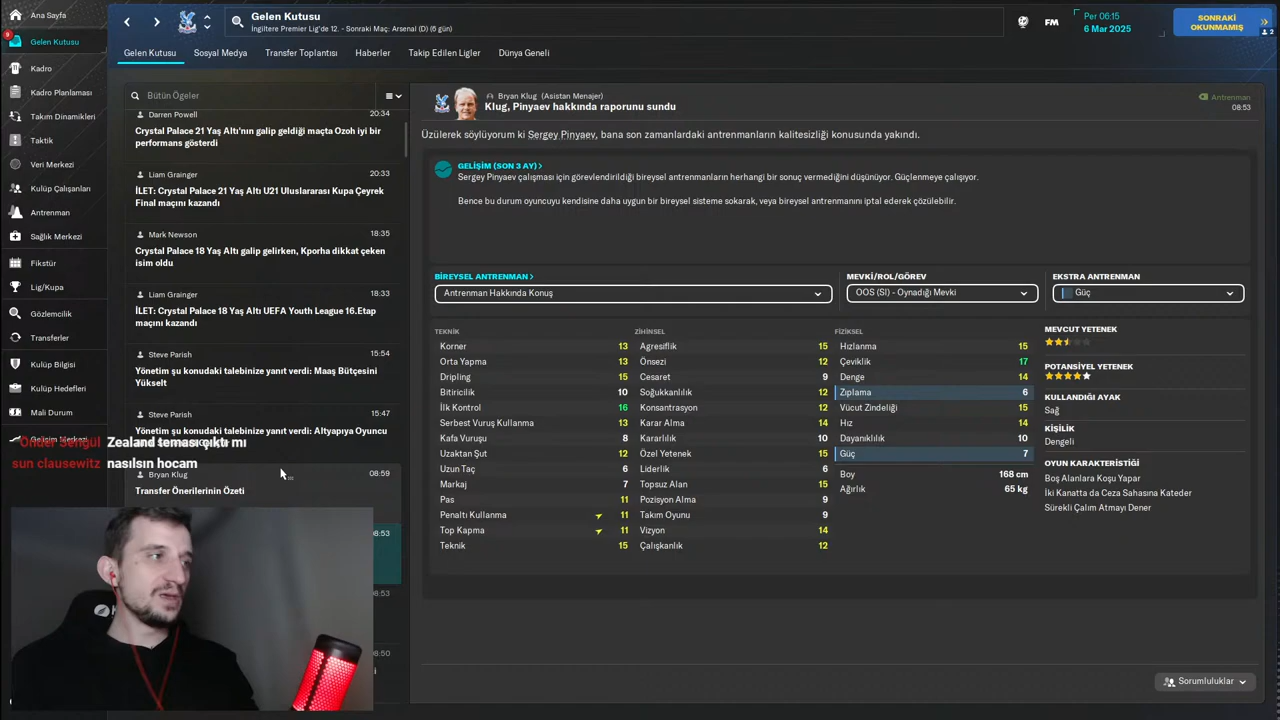 Ana Sayfa
9
Gelen Kutusu
Kadro
Kadro Planlaması
Takım Dinamikleri
Taktik
Veri Merkezi
Kulüp Çalışanları
Antrenman
Sağlık Merkezi
Fikstür
Lig/Kupa
Gözlemcilik
Transferler
Kulüp Bilgisi
Kulüp Hedefleri
Mali Durum
Gelişim Merkezi
Gelen Kutusu
İngiltere Premier Lig'de 12. - Sonraki Maç: Arsenal (D) (6 gün)
FM
Per 06:15
6 Mar 2025
SONRAKİ
OKUNMAMIŞ
2
Gelen Kutusu
Sosyal Medya
Transfer Toplantısı
Haberler
Takip Edilen Ligler
Dünya Geneli
Bütün Ögeler
Darren Powell 20:34
Crystal Palace 21 Yaş Altı'nın galip geldiği maçta Ozoh iyi bir
performans gösterdi
Liam Grainger 20:33
İLET: Crystal Palace 21 Yaş Altı U21 Uluslararası Kupa Çeyrek
Final maçını kazandı
Mark Newson 18:35
Crystal Palace 18 Yaş Altı galip gelirken, Kporha dikkat çeken
isim oldu
Liam Grainger 18:33
İLET: Crystal Palace 18 Yaş Altı UEFA Youth League 16.Etap
maçını kazandı
Steve Parish 15:54
Yönetim şu konudaki talebinize yanıt verdi: Maaş Bütçesini
Yükselt
Steve Parish 15:47
Yönetim şu konudaki talebinize yanıt verdi: Altyapıya Oyuncu
Önder Şengül Zealand teması çıktı mı
sun clausewitz nasılsın hocam
Bryan Klug 08:59
Transfer Önerilerinin Özeti
08:53
08:53
08:50
Bryan Klug (Asistan Menajer)
Klug, Pinyaev hakkında raporunu sundu
Antrenman
08:53
Üzülerek söylüyorum ki Sergey Pinyaev, bana son zamanlardaki antrenmanların kalitesizliği konusunda yakındı.
GELİŞİM (SON 3 AY)
Sergey Pinyaev çalışması için görevlendirildiği bireysel antrenmanların herhangi bir sonuç vermediğini düşünüyor. Güçlenmeye çalışıyor.
Bence bu durum oyuncuyu kendisine daha uygun bir bireysel sisteme sokarak, veya bireysel antrenmanını iptal ederek çözülebilir.
BİREYSEL ANTRENMAN
Antrenman Hakkında Konuş
MEVKİ/ROL/GÖREV
OOS (SI) - Oynadığı Mevki
EKSTRA ANTRENMAN
Güç
TEKNİK
Korner 13
Orta Yapma 13
Dripling 15
Bitiricilik 10
İlk Kontrol 16
Serbest Vuruş Kullanma 13
Kafa Vuruşu 8
Uzaktan Şut 12
Uzun Taç 6
Markaj 7
Pas 11
Penaltı Kullanma 11
Top Kapma 11
Teknik 15
ZİHİNSEL
Agresiflik 15
Önsezi 12
Cesaret 9
Soğukkanlılık 12
Konsantrasyon 12
Karar Alma 14
Kararlılık 10
Özel Yetenek 15
Liderlik 6
Topsuz Alan 15
Pozisyon Alma 9
Takım Oyunu 9
Vizyon 14
Çalışkanlık 12
FİZİKSEL
Hızlanma 15
Çeviklik 17
Denge 14
Zıplama 6
Vücut Zindeliği 15
Hız 14
Dayanıklılık 10
Güç 7
Boy 168 cm
Ağırlık 65 kg
MEVCUT YETENEK
POTANSİYEL YETENEK
KULLANDIĞI AYAK
Sağ
KİŞİLİK
Dengeli
OYUN KARAKTERİSTİĞİ
Boş Alanlara Koşu Yapar
İki Kanatta da Ceza Sahasına Kateder
Sürekli Çalım Atmayı Dener
Sorumluluklar